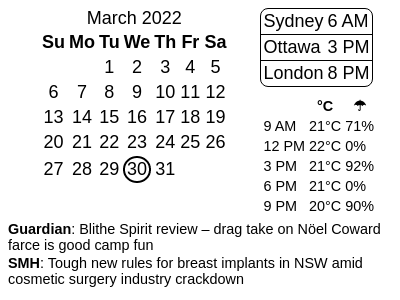 March 2022
Su Mo Tu We Th Fr Sa
1 2 3 4 5
6 7 8 9 10 11 12
13 14 15 16 17 18 19
20 21 22 23 24 25 26
27 28 29 30 31
Sydney 6 AM
Ottawa 3 PM
London 8 PM
°C ☂
9 AM 21°C 71%
12 PM 22°C 0%
3 PM 21°C 92%
6 PM 21°C 0%
9 PM 20°C 90%
Guardian: Blithe Spirit review – drag take on Nöel Coward
farce is good camp fun
SMH: Tough new rules for breast implants in NSW amid
cosmetic surgery industry crackdown